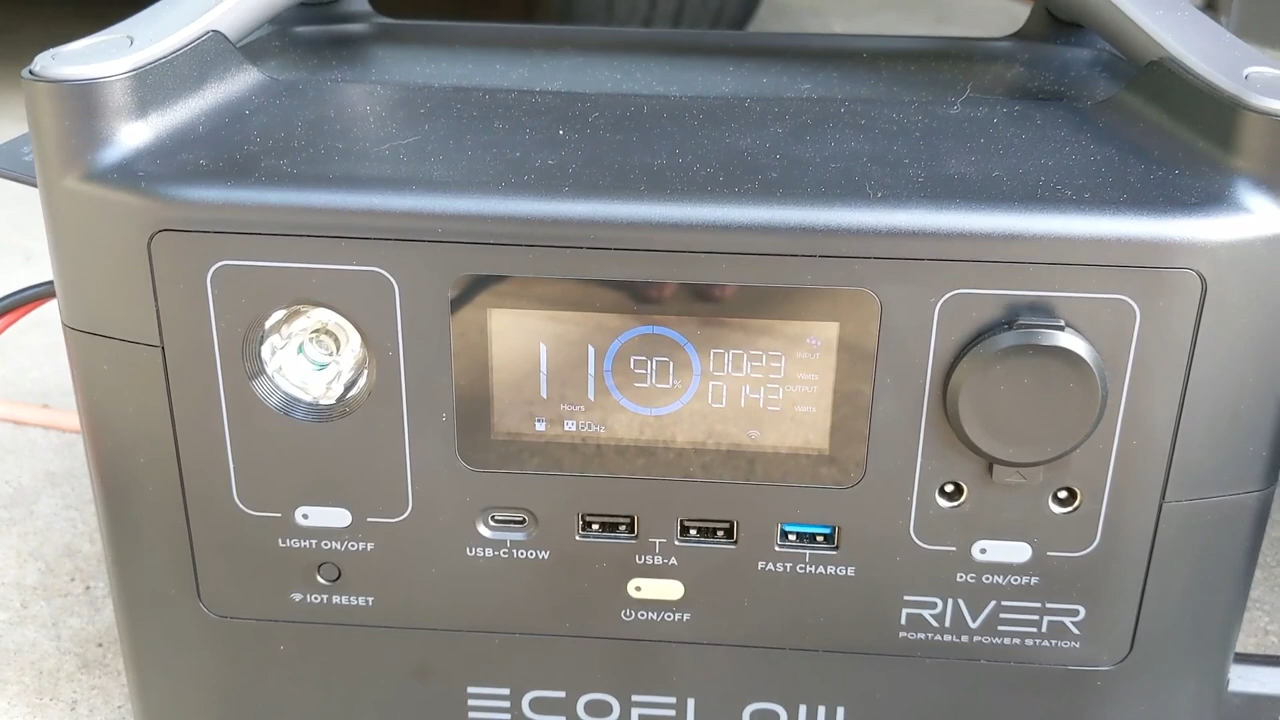 11
Hours
90%
0023
INPUT
Watts
0143
OUTPUT
Watts
60Hz
LIGHT ON/OFF
IOT RESET
USB-C 100W
USB-A
FAST CHARGE
ON/OFF
DC ON/OFF
RIVER
PORTABLE POWER STATION
ECOFLOW